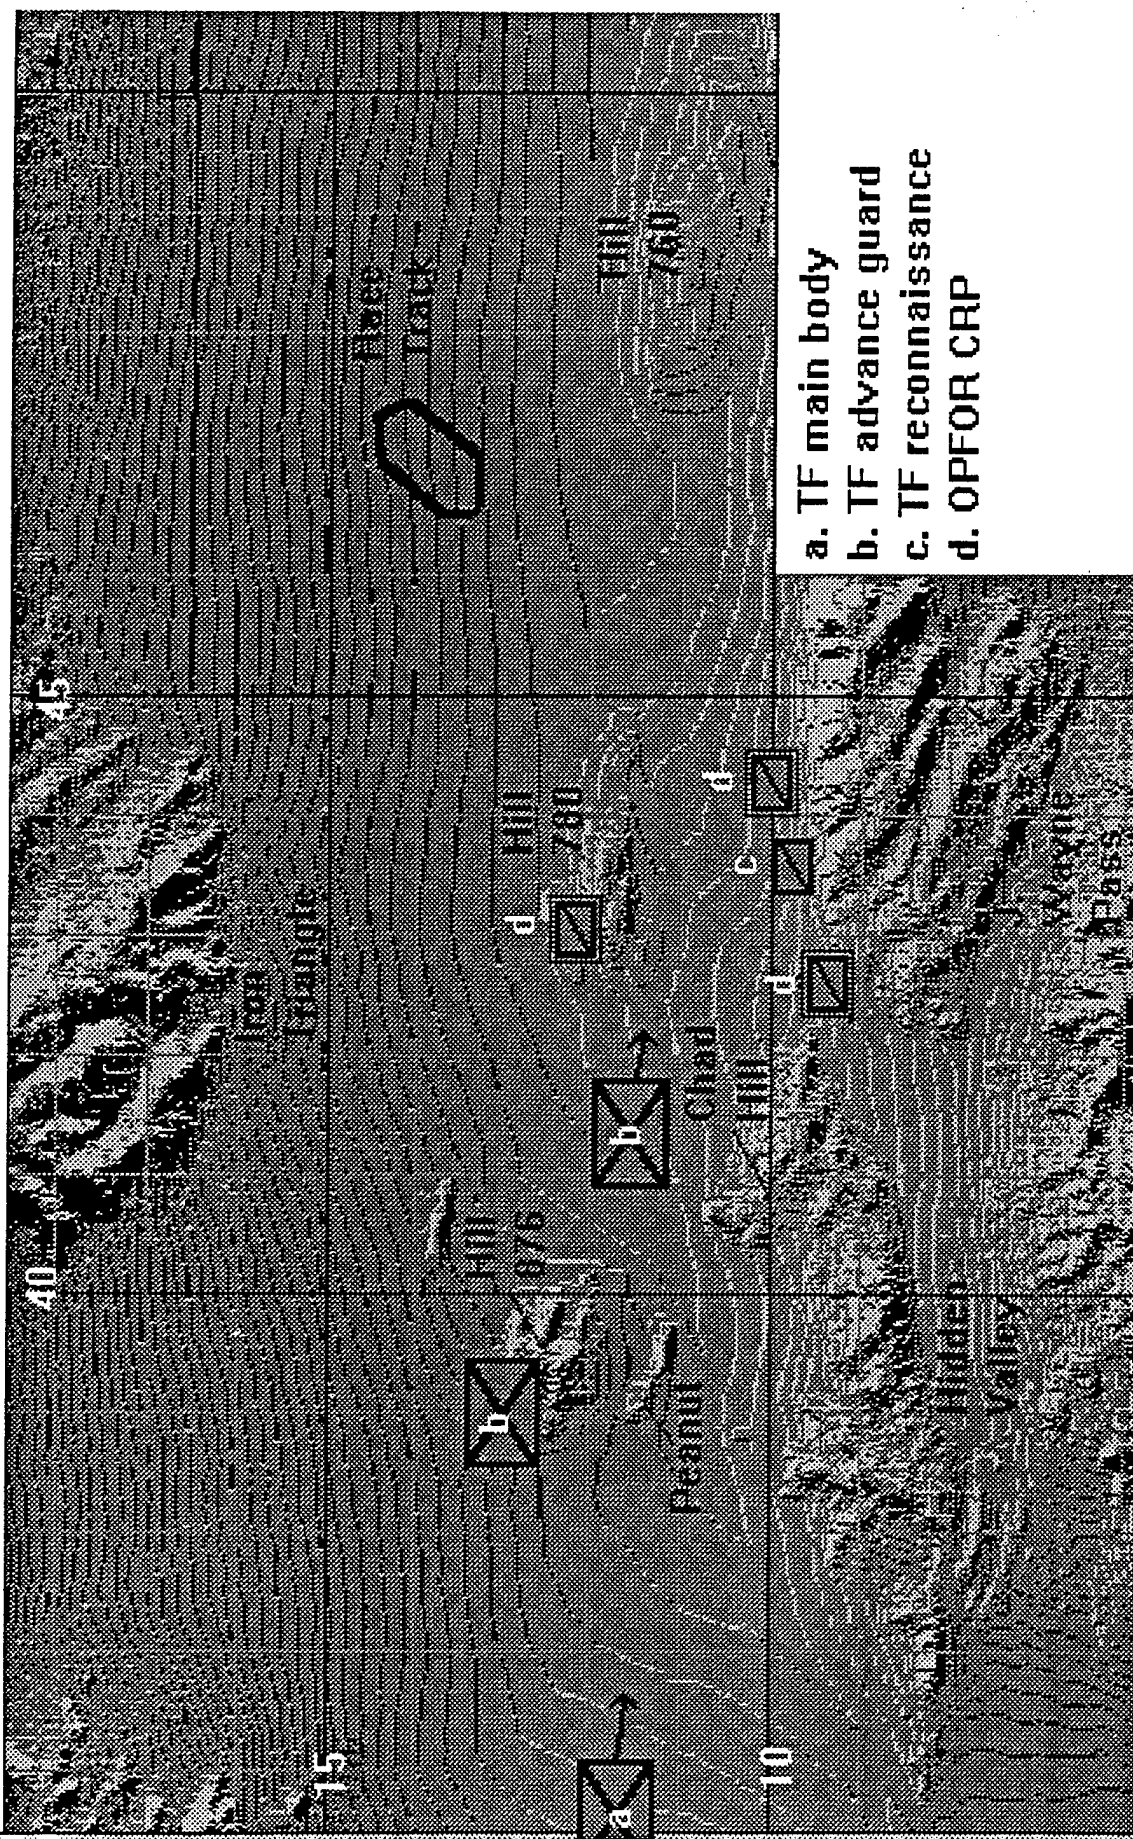 40
45
Iron
Triangle
15
Race
Track
Hill
876
b
Hill
780
d
Hill
760
a
b
Peanut
Chad
Hill
d
c
10
d
Hidden
Valley
Wayne
Pass
a. TF main body
b. TF advance guard
c. TF reconnaissance
d. OPFOR CRP